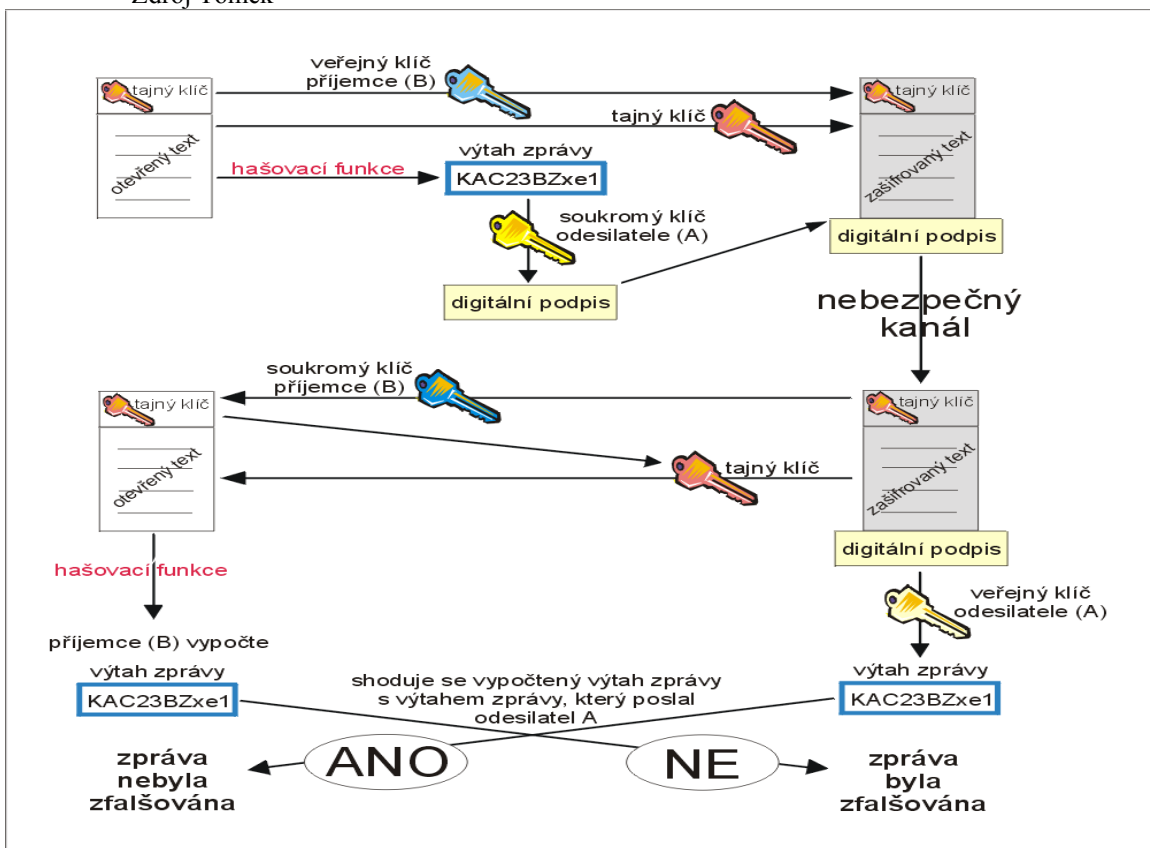 Zdroj Tomek
veřejný klíč
příjemce (B)
tajný klíč
tajný klíč
tajný klíč
otevřený text
hašovací funkce
výtah zprávy
KAC23BZxe1
zašifrovaný text
soukromý klíč
odesilatele (A)
digitální podpis
digitální podpis
nebezpečný
kanál
soukromý klíč
příjemce (B)
tajný klíč
tajný klíč
otevřený text
tajný klíč
zašifrovaný text
digitální podpis
hašovací funkce
veřejný klíč
odesilatele (A)
příjemce (B) vypočte
výtah zprávy
KAC23BZxe1
shoduje se vypočtený výtah zprávy
s výtahem zprávy, který poslal
odesilatel A
výtah zprávy
KAC23BZxe1
ANO
NE
zpráva
nebyla
zfalšována
zpráva
byla
zfalšována